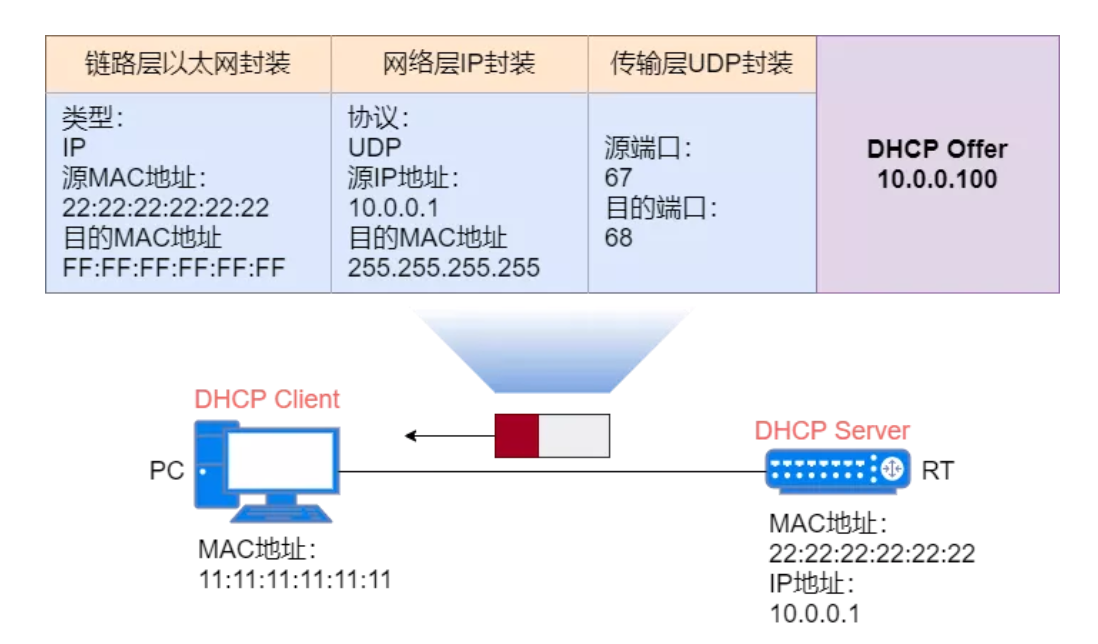 链路层以太网封装
网络层IP封装
传输层UDP封装
类型：
IP
源MAC地址：
22:22:22:22:22:22
目的MAC地址
FF:FF:FF:FF:FF:FF
协议：
UDP
源IP地址：
10.0.0.1
目的MAC地址
255.255.255.255
源端口：
67
目的端口：
68
DHCP Offer
10.0.0.100
DHCP Client
PC
MAC地址：
11:11:11:11:11:11
DHCP Server
RT
MAC地址：
22:22:22:22:22:22
IP地址：
10.0.0.1